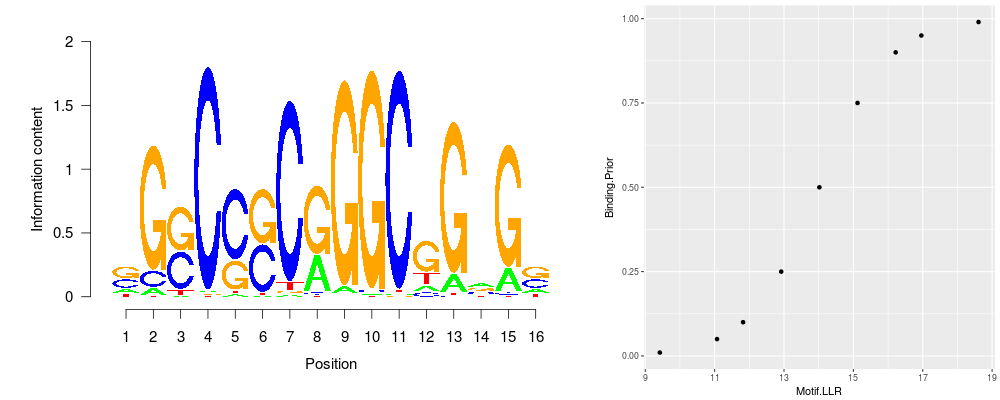 2
1.5
1
0.5
0
Information content
G C A T
G C A
G C T
C
C G
G C
C T
G A
G A
G
C
G T A C
G A
A G
G A
G C A T
1 2 3 4 5 6 7 8 9 10 11 12 13 14 15 16
Position
1.00
0.75
0.50
0.25
0.00
Binding.Prior
9 11 13 15 17 19
Motif.LLR